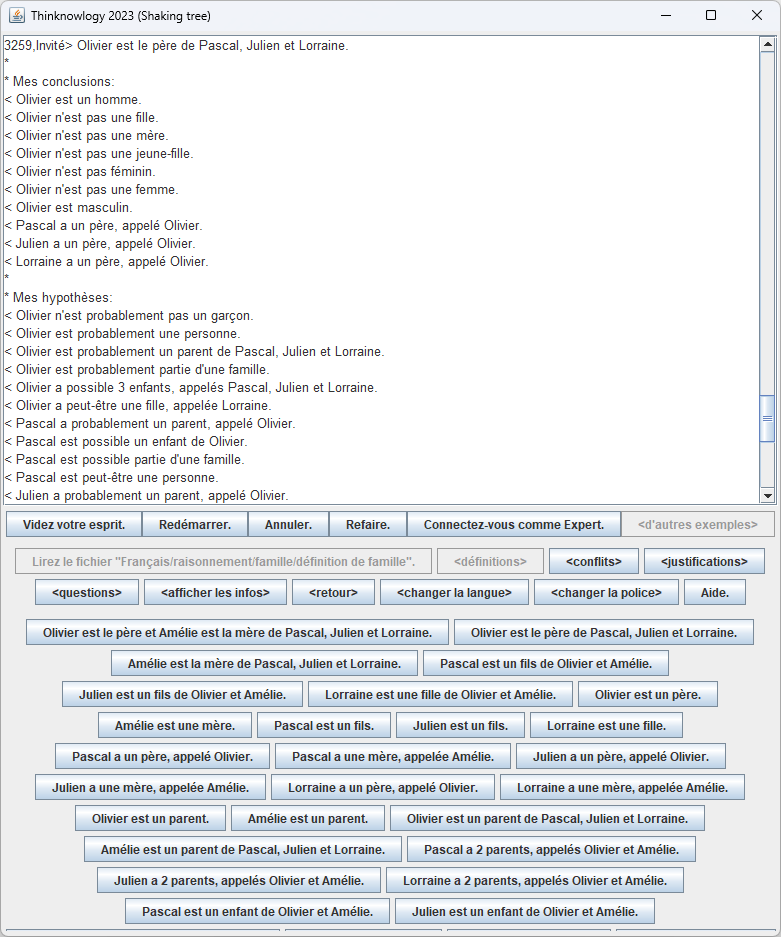 Thinknowlogy 2023 (Shaking tree)
3259,Invité> Olivier est le père de Pascal, Julien et Lorraine.
*
* Mes conclusions:
< Olivier est un homme.
< Olivier n'est pas une fille.
< Olivier n'est pas une mère.
< Olivier n'est pas une jeune-fille.
< Olivier n'est pas féminin.
< Olivier n'est pas une femme.
< Olivier est masculin.
< Pascal a un père, appelé Olivier.
< Julien a un père, appelé Olivier.
< Lorraine a un père, appelé Olivier.
*
* Mes hypothèses:
< Olivier n'est probablement pas un garçon.
< Olivier est probablement une personne.
< Olivier est probablement un parent de Pascal, Julien et Lorraine.
< Olivier est probablement partie d'une famille.
< Olivier a possible 3 enfants, appelés Pascal, Julien et Lorraine.
< Olivier a peut-être une fille, appelée Lorraine.
< Pascal a probablement un parent, appelé Olivier.
< Pascal est possible un enfant de Olivier.
< Pascal est possible partie d'une famille.
< Pascal est peut-être une personne.
< Julien a probablement un parent, appelé Olivier.
Videz votre esprit. Redémarrer. Annuler. Refaire. Connectez-vous comme Expert. <d'autres exemples>
Lirez le fichier "Français/raisonnement/famille/définition de famille". <définitions> <conflits> <justifications>
<questions> <afficher les infos> <retour> <changer la langue> <changer la police> Aide.
Olivier est le père et Amélie est la mère de Pascal, Julien et Lorraine. Olivier est le père de Pascal, Julien et Lorraine.
Amélie est la mère de Pascal, Julien et Lorraine. Pascal est un fils de Olivier et Amélie.
Julien est un fils de Olivier et Amélie. Lorraine est une fille de Olivier et Amélie. Olivier est un père.
Amélie est une mère. Pascal est un fils. Julien est un fils. Lorraine est une fille.
Pascal a un père, appelé Olivier. Pascal a une mère, appelée Amélie. Julien a un père, appelé Olivier.
Julien a une mère, appelée Amélie. Lorraine a un père, appelé Olivier. Lorraine a une mère, appelée Amélie.
Olivier est un parent. Amélie est un parent. Olivier est un parent de Pascal, Julien et Lorraine.
Amélie est un parent de Pascal, Julien et Lorraine. Pascal a 2 parents, appelés Olivier et Amélie.
Julien a 2 parents, appelés Olivier et Amélie. Lorraine a 2 parents, appelés Olivier et Amélie.
Pascal est un enfant de Olivier et Amélie. Julien est un enfant de Olivier et Amélie.